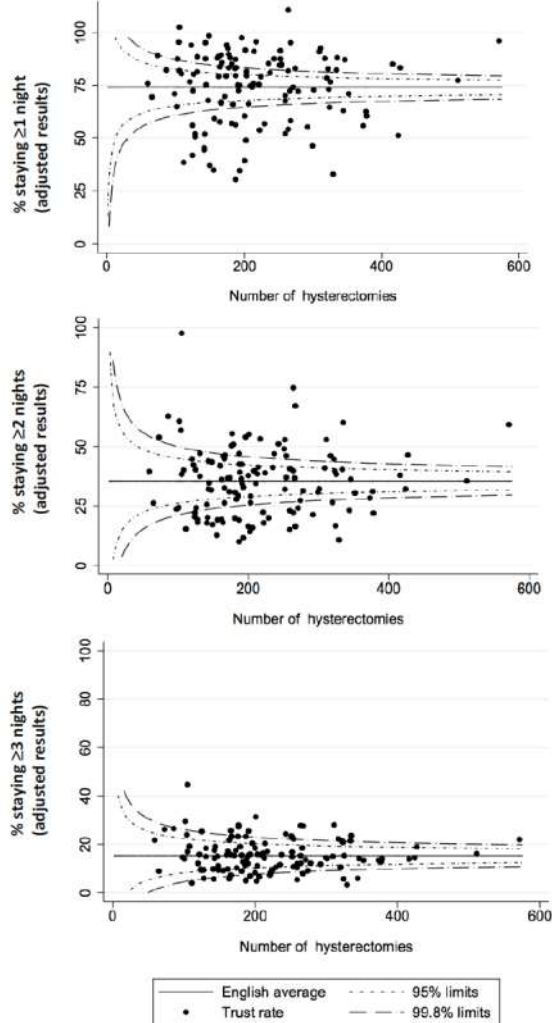 % staying ≥1 night
(adjusted results)
100
75
50
25
0
0
200
400
600
Number of hysterectomies
% staying ≥2 nights
(adjusted results)
100
75
50
25
0
0
200
400
600
Number of hysterectomies
% staying ≥3 nights
(adjusted results)
100
80
60
40
20
0
0
200
400
600
Number of hysterectomies
English average
95% limits
Trust rate
99.8% limits